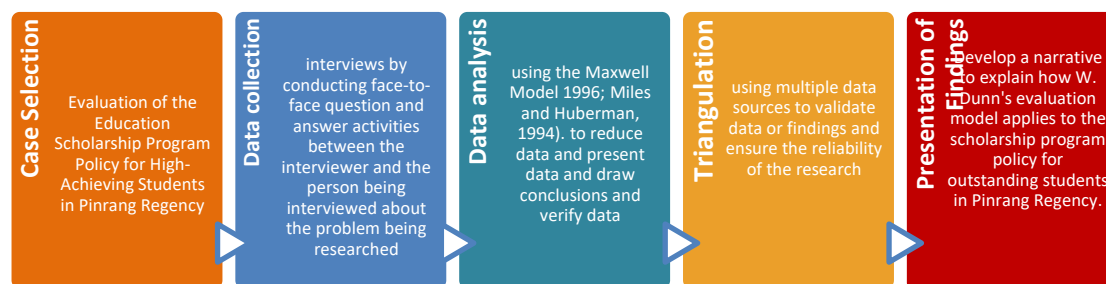 Case Selection
Evaluation of the
Education
Scholarship Program
Policy for High-
Achieving Students
in Pinrang Regency
Data collection
interviews by
conducting face-to-
face question and
answer activities
between the
interviewer and the
person being
interviewed about
the problem being
researched
Data analysis
using the Maxwell
Model 1996; Miles
and Huberman,
1994). to reduce
data and present
data and draw
conclusions and
verify data
Triangulation
using multiple data
sources to validate
data or findings and
ensure the reliability
of the research
Presentation of
Findings
Develop a narrative
to explain how W.
Dunn's evaluation
model applies to the
scholarship program
policy for
outstanding students
in Pinrang Regency.